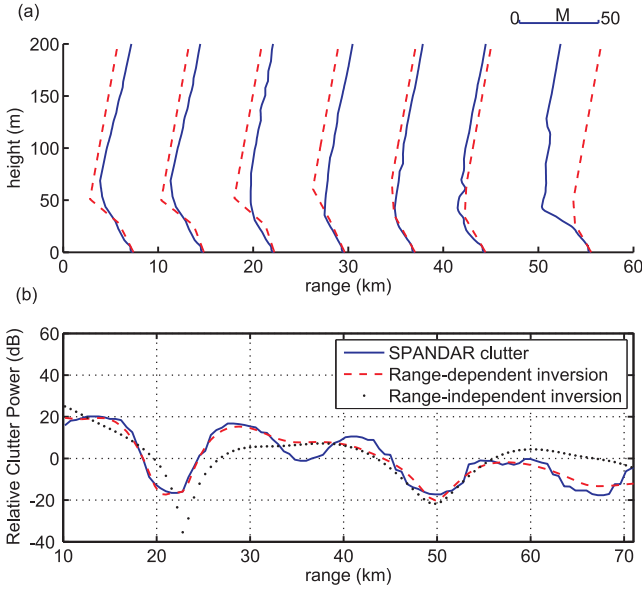 (a)
0 M 50
200
150
100
50
0
height (m)
0 10 20 30 40 50 60
range (km)
(b)
60
40
20
0
-20
-40
Relative Clutter Power (dB)
SPANDAR clutter
Range-dependent inversion
Range-independent inversion
10 20 30 40 50 60 70
range (km)